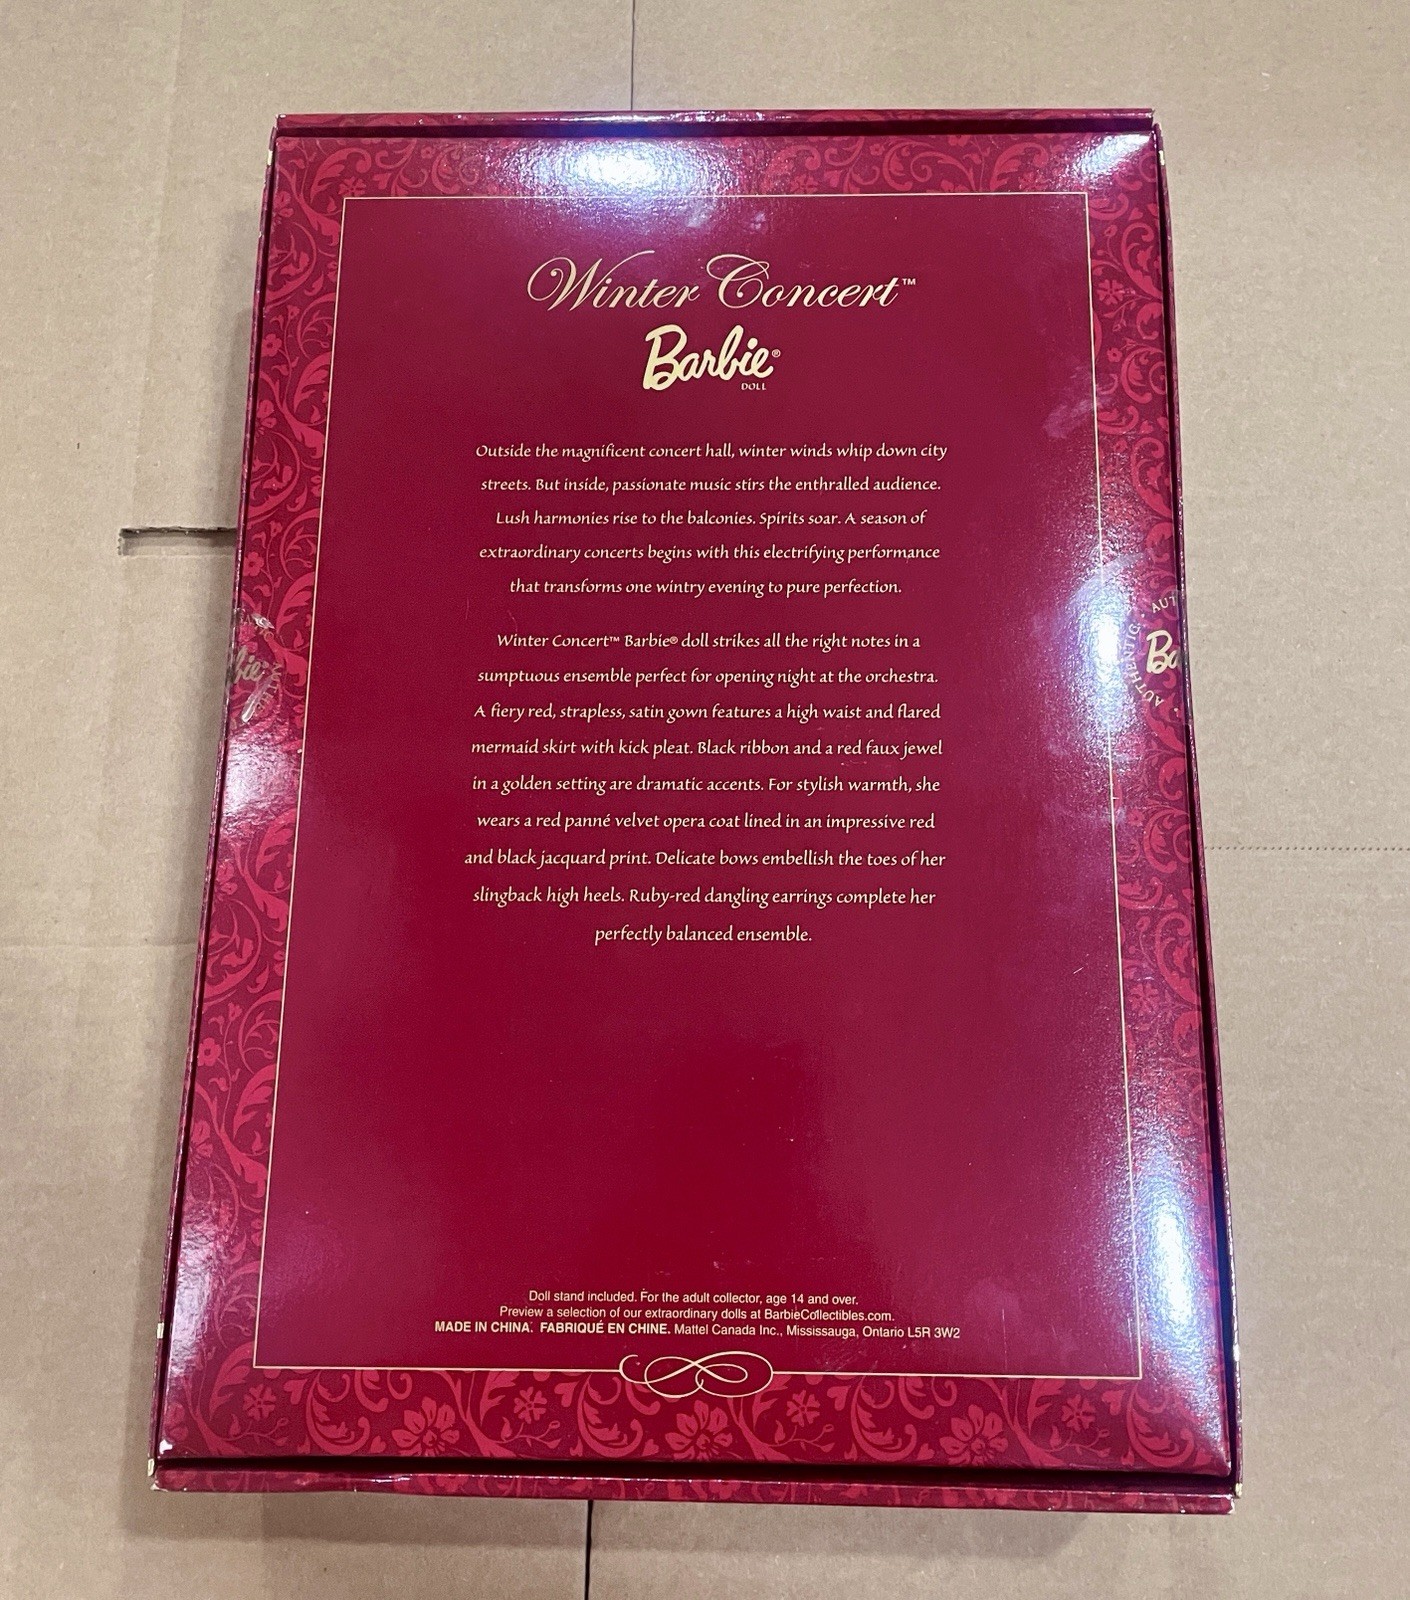 Winter Concert™
Barbie®
DOLL
Outside the magnificent concert hall, winter winds whip down city
streets. But inside, passionate music stirs the enthralled audience.
Lush harmonies rise to the balconies. Spirits soar. A season of
extraordinary concerts begins with this electrifying performance
that transforms one wintry evening to pure perfection.
Winter Concert™ Barbie® doll strikes all the right notes in a
sumptuous ensemble perfect for opening night at the orchestra.
A fiery red, strapless, satin gown features a high waist and flared
mermaid skirt with kick pleat. Black ribbon and a red faux jewel
in a golden setting are dramatic accents. For stylish warmth, she
wears a red panné velvet opera coat lined in an impressive red
and black jacquard print. Delicate bows embellish the toes of her
slingback high heels. Ruby-red dangling earrings complete her
perfectly balanced ensemble.
AUTHENTIC • AUT
Ba
bie
Doll stand included. For the adult collector, age 14 and over.
Preview a selection of our extraordinary dolls at BarbieCollectibles.com.
MADE IN CHINA. FABRIQUÉ EN CHINE. Mattel Canada Inc., Mississauga, Ontario L5R 3W2